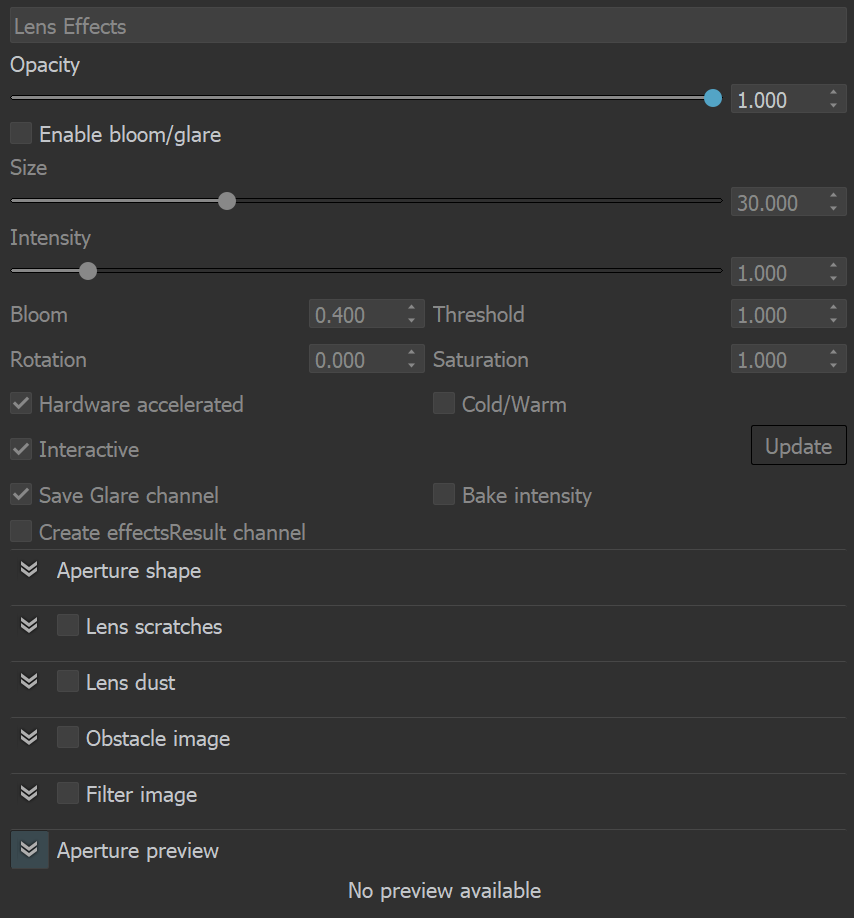 Lens Effects
Opacity
1.000
Enable bloom/glare
Size
30.000
Intensity
1.000
Bloom 0.400 Threshold 1.000
Rotation 0.000 Saturation 1.000
Hardware accelerated Cold/Warm
Interactive Update
Save Glare channel Bake intensity
Create effectsResult channel
Aperture shape
Lens scratches
Lens dust
Obstacle image
Filter image
Aperture preview
No preview available